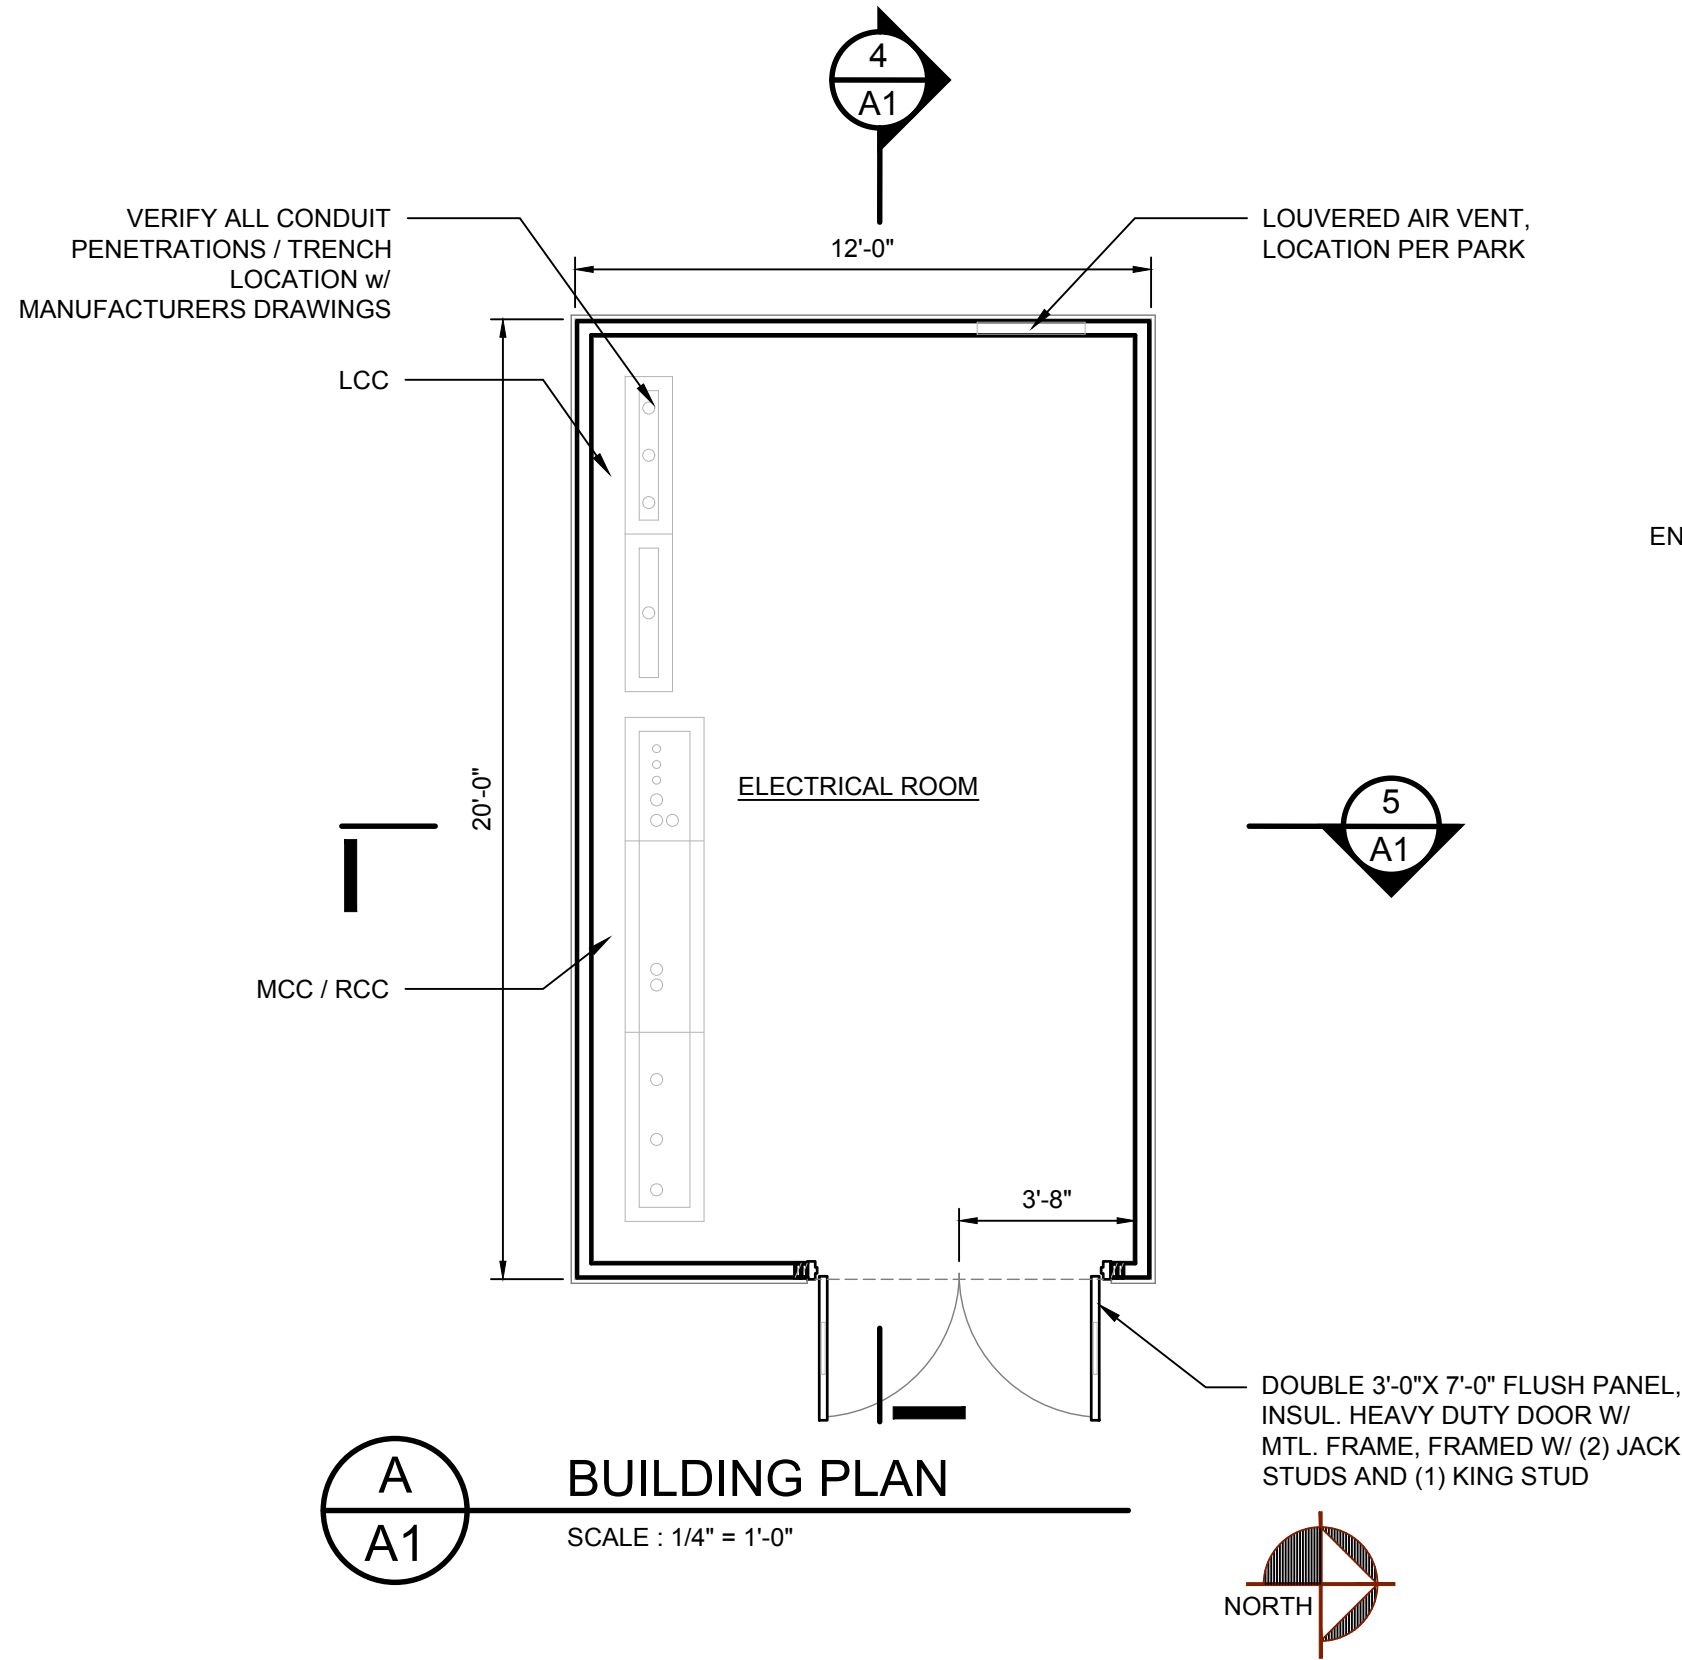 4
A1
VERIFY ALL CONDUIT
PENETRATIONS / TRENCH
LOCATION w/
MANUFACTURERS DRAWINGS
12'-0"
LOUVERED AIR VENT,
LOCATION PER PARK
LCC
EN
20'-0"
ELECTRICAL ROOM
5
A1
MCC / RCC
3'-8"
DOUBLE 3'-0"X 7'-0" FLUSH PANEL,
INSUL. HEAVY DUTY DOOR W/
MTL. FRAME, FRAMED W/ (2) JACK
STUDS AND (1) KING STUD
A
A1
BUILDING PLAN
SCALE : 1/4" = 1'-0"
NORTH